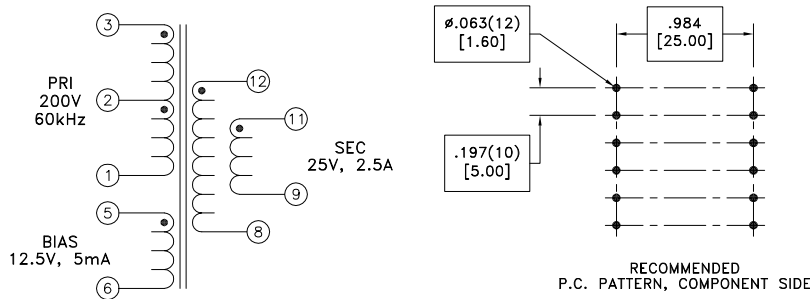 3
PRI
200V
60kHz
2
1
5
BIAS
12.5V, 5mA
6
12
11
SEC
25V, 2.5A
9
8
ø.063(12)
[1.60]
.984
[25.00]
.197(10)
[5.00]
RECOMMENDED
P.C. PATTERN, COMPONENT SIDE